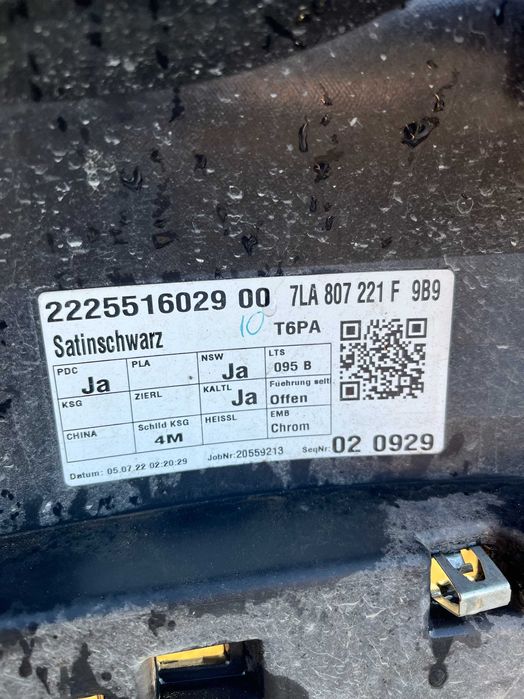 2225516029 00 7LA 807 221 F 9B9
Satinschwarz 10 T6PA
PDC Ja PLA NSW Ja LTS 095 B
KSG ZIERL KALTL Ja Fuehrung seitl. Offen
CHINA Schild KSG 4M HEISSL EMB Chrom
Datum: 05.07.22 02:20:29 JobNr: 20559213 SeqNr: 02 0929